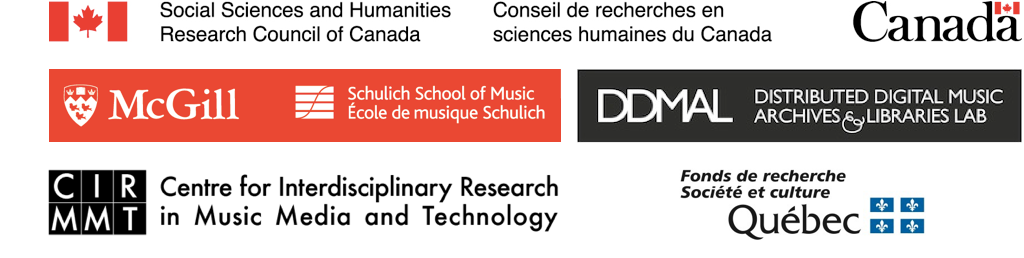 Social Sciences and Humanities
Research Council of Canada
Conseil de recherches en
sciences humaines du Canada
Canada
McGill
Schulich School of Music
École de musique Schulich
DDMAL
DISTRIBUTED DIGITAL MUSIC
ARCHIVES & LIBRARIES LAB
CIR
MMT
Centre for Interdisciplinary Research
in Music Media and Technology
Fonds de recherche
Société et culture
Québec